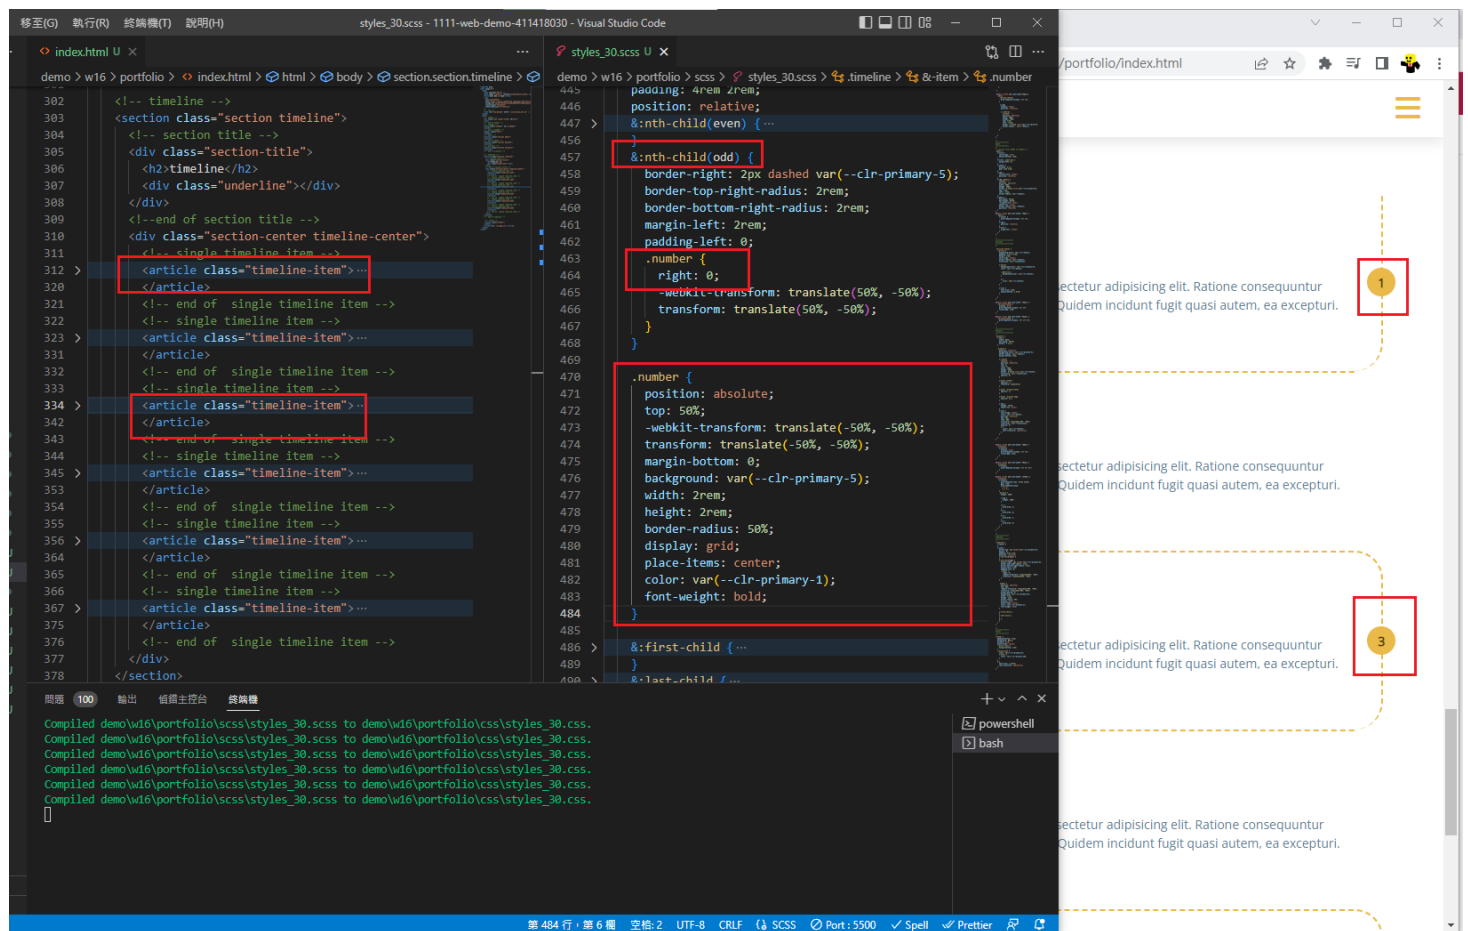 移至(G) 執行(R) 終端機(T) 說明(H) styles_30.scss - 1111-web-demo-411418030 - Visual Studio Code
index.html U
demo > w16 > portfolio > index.html > html > body > section.section.timeline >
302 <!-- timeline -->
303 <section class="section timeline">
304 <!-- section title -->
305 <div class="section-title">
306 <h2>timeline</h2>
307 <div class="underline"></div>
308 </div>
309 <!--end of section title -->
310 <div class="section-center timeline-center">
311 <!-- single timeline item -->
312 <article class="timeline-item">…
320 </article>
321 <!-- end of  single timeline item -->
322 <!-- single timeline item -->
323 <article class="timeline-item">…
331 </article>
332 <!-- end of  single timeline item -->
333 <!-- single timeline item -->
334 <article class="timeline-item">…
342 </article>
343 <!-- end of  single timeline item -->
344 <!-- single timeline item -->
345 <article class="timeline-item">…
353 </article>
354 <!-- end of  single timeline item -->
355 <!-- single timeline item -->
356 <article class="timeline-item">…
364 </article>
365 <!-- end of  single timeline item -->
366 <!-- single timeline item -->
367 <article class="timeline-item">…
375 </article>
376 <!-- end of  single timeline item -->
377 </div>
378 </section>
styles_30.scss U
demo > w16 > portfolio > scss > styles_30.scss > .timeline > &-item > .number
445 padding: 4rem 2rem;
446 position: relative;
447 &:nth-child(even) {…
456 }
457 &:nth-child(odd) {
458 border-right: 2px dashed var(--clr-primary-5);
459 border-top-right-radius: 2rem;
460 border-bottom-right-radius: 2rem;
461 margin-left: 2rem;
462 padding-left: 0;
463 .number {
464 right: 0;
465 -webkit-transform: translate(50%, -50%);
466 transform: translate(50%, -50%);
467 }
468 }
469
470 .number {
471 position: absolute;
472 top: 50%;
473 -webkit-transform: translate(-50%, -50%);
474 transform: translate(-50%, -50%);
475 margin-bottom: 0;
476 background: var(--clr-primary-5);
477 width: 2rem;
478 height: 2rem;
479 border-radius: 50%;
480 display: grid;
481 place-items: center;
482 color: var(--clr-primary-1);
483 font-weight: bold;
484 }
485
486 &:first-child {…
489 }
490 &:last-child {…
問題 100 輸出 偵錯主控台 終端機
Compiled demo\w16\portfolio\scss\styles_30.scss to demo\w16\portfolio\css\styles_30.css.
Compiled demo\w16\portfolio\scss\styles_30.scss to demo\w16\portfolio\css\styles_30.css.
Compiled demo\w16\portfolio\scss\styles_30.scss to demo\w16\portfolio\css\styles_30.css.
Compiled demo\w16\portfolio\scss\styles_30.scss to demo\w16\portfolio\css\styles_30.css.
Compiled demo\w16\portfolio\scss\styles_30.scss to demo\w16\portfolio\css\styles_30.css.
Compiled demo\w16\portfolio\scss\styles_30.scss to demo\w16\portfolio\css\styles_30.css.
powershell
bash
第 484 行，第 6 欄 空格: 2 UTF-8 CRLF SCSS Port : 5500 Spell Prettier
/portfolio/index.html
sectetur adipisicing elit. Ratione consequuntur
Quidem incidunt fugit quasi autem, ea excepturi.
1
sectetur adipisicing elit. Ratione consequuntur
Quidem incidunt fugit quasi autem, ea excepturi.
sectetur adipisicing elit. Ratione consequuntur
Quidem incidunt fugit quasi autem, ea excepturi.
3
sectetur adipisicing elit. Ratione consequuntur
Quidem incidunt fugit quasi autem, ea excepturi.